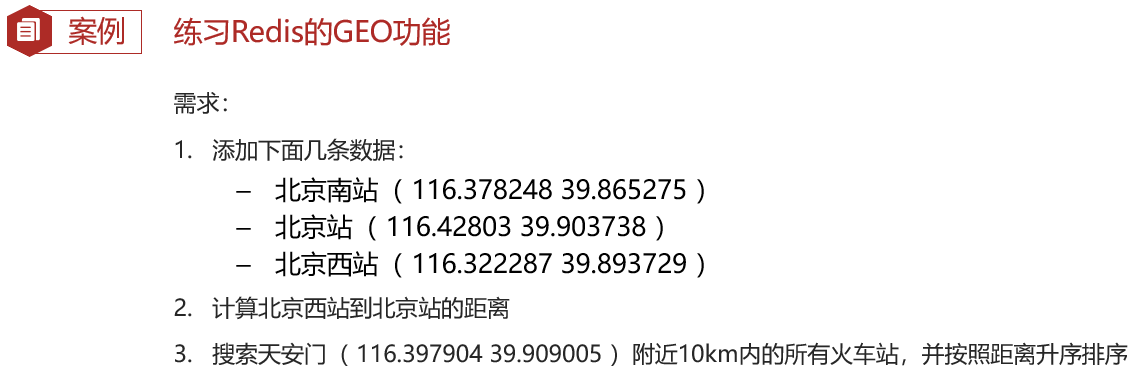 案例 练习Redis的GEO功能
需求：
1. 添加下面几条数据：
– 北京南站（ 116.378248 39.865275 ）
– 北京站（ 116.42803 39.903738 ）
– 北京西站（ 116.322287 39.893729 ）
2. 计算北京西站到北京站的距离
3. 搜索天安门（ 116.397904 39.909005 ）附近10km内的所有火车站，并按照距离升序排序